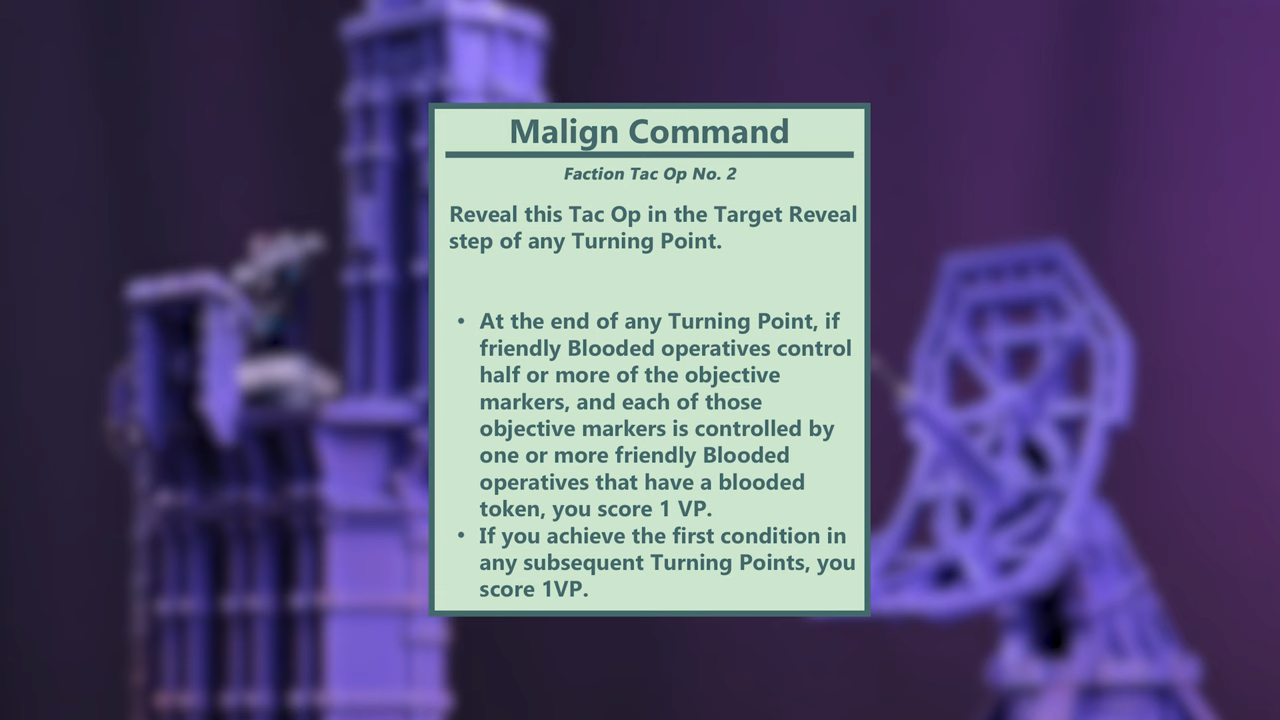 Malign Command
Faction Tac Op No. 2
Reveal this Tac Op in the Target Reveal
step of any Turning Point.
• At the end of any Turning Point, if
friendly Blooded operatives control
half or more of the objective
markers, and each of those
objective markers is controlled by
one or more friendly Blooded
operatives that have a blooded
token, you score 1 VP.
• If you achieve the first condition in
any subsequent Turning Points, you
score 1VP.